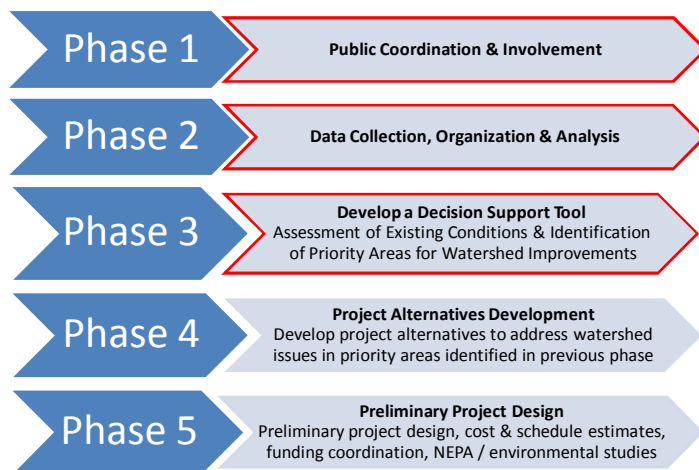 Phase 1
Public Coordination & Involvement
Phase 2
Data Collection, Organization & Analysis
Phase 3
Develop a Decision Support Tool
Assessment of Existing Conditions & Identification
of Priority Areas for Watershed Improvements
Phase 4
Project Alternatives Development
Develop project alternatives to address watershed
issues in priority areas identified in previous phase
Phase 5
Preliminary Project Design
Preliminary project design, cost & schedule estimates,
funding coordination, NEPA / environmental studies